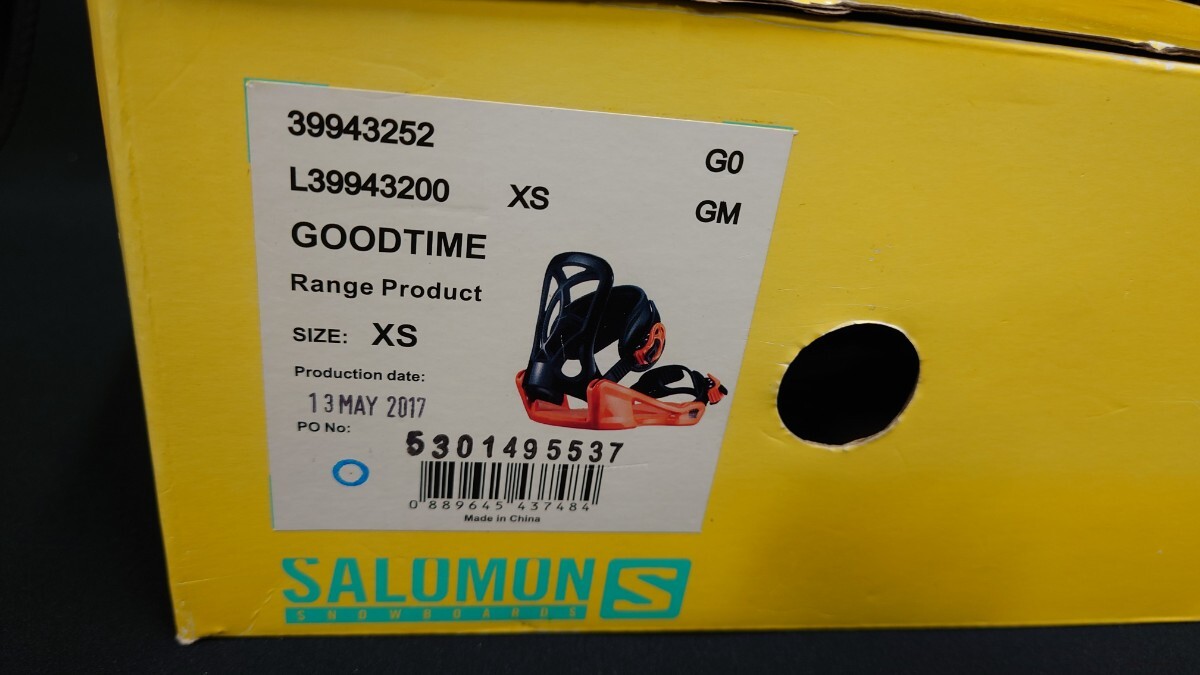 39943252
G0
L39943200 XS
GM
GOODTIME
Range Product
SIZE: XS
Production date:
13 MAY 2017
PO No:
5301495537
0 889645 437484
Made in China
SALOMON S
SNOWBOARDS